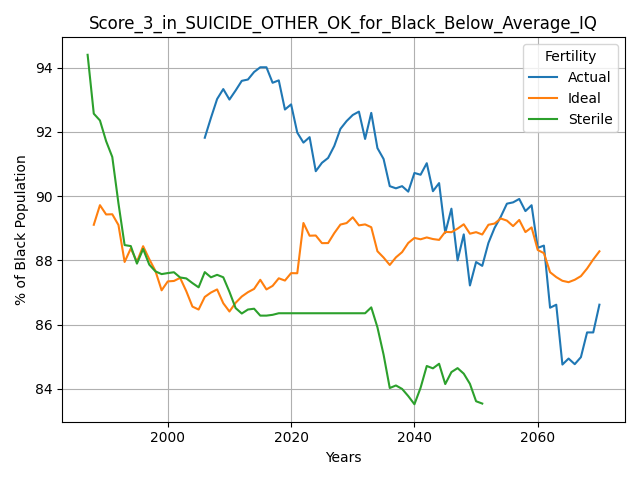 Score_3_in_SUICIDE_OTHER_OK_for_Black_Below_Average_IQ
Fertility
Actual
Ideal
Sterile
% of Black Population
94
92
90
88
86
84
2000
2020
2040
2060
Years